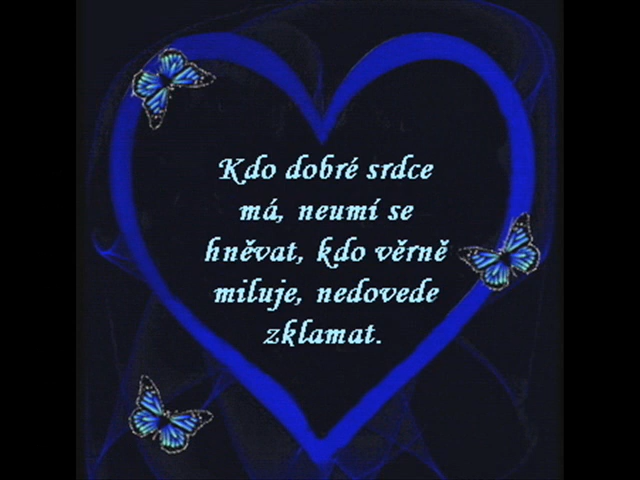 Kdo dobré srdce
má, neumí se
hněvat, kdo věrně
miluje, nedovede
zklamat.